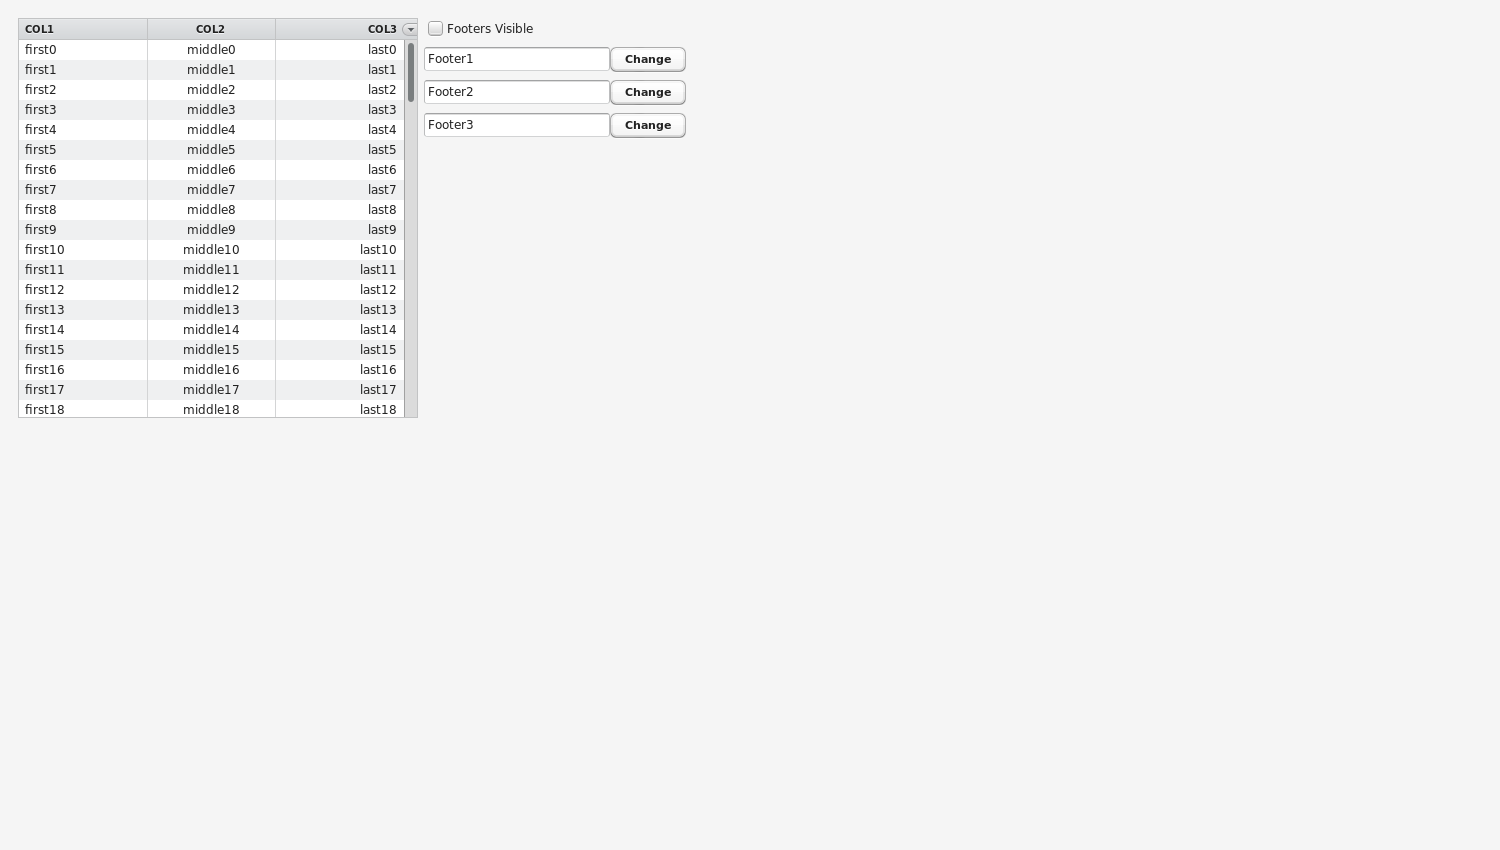 COL1 COL2 COL3
first0 middle0 last0
first1 middle1 last1
first2 middle2 last2
first3 middle3 last3
first4 middle4 last4
first5 middle5 last5
first6 middle6 last6
first7 middle7 last7
first8 middle8 last8
first9 middle9 last9
first10 middle10 last10
first11 middle11 last11
first12 middle12 last12
first13 middle13 last13
first14 middle14 last14
first15 middle15 last15
first16 middle16 last16
first17 middle17 last17
first18 middle18 last18
Footers Visible
Footer1 Change
Footer2 Change
Footer3 Change